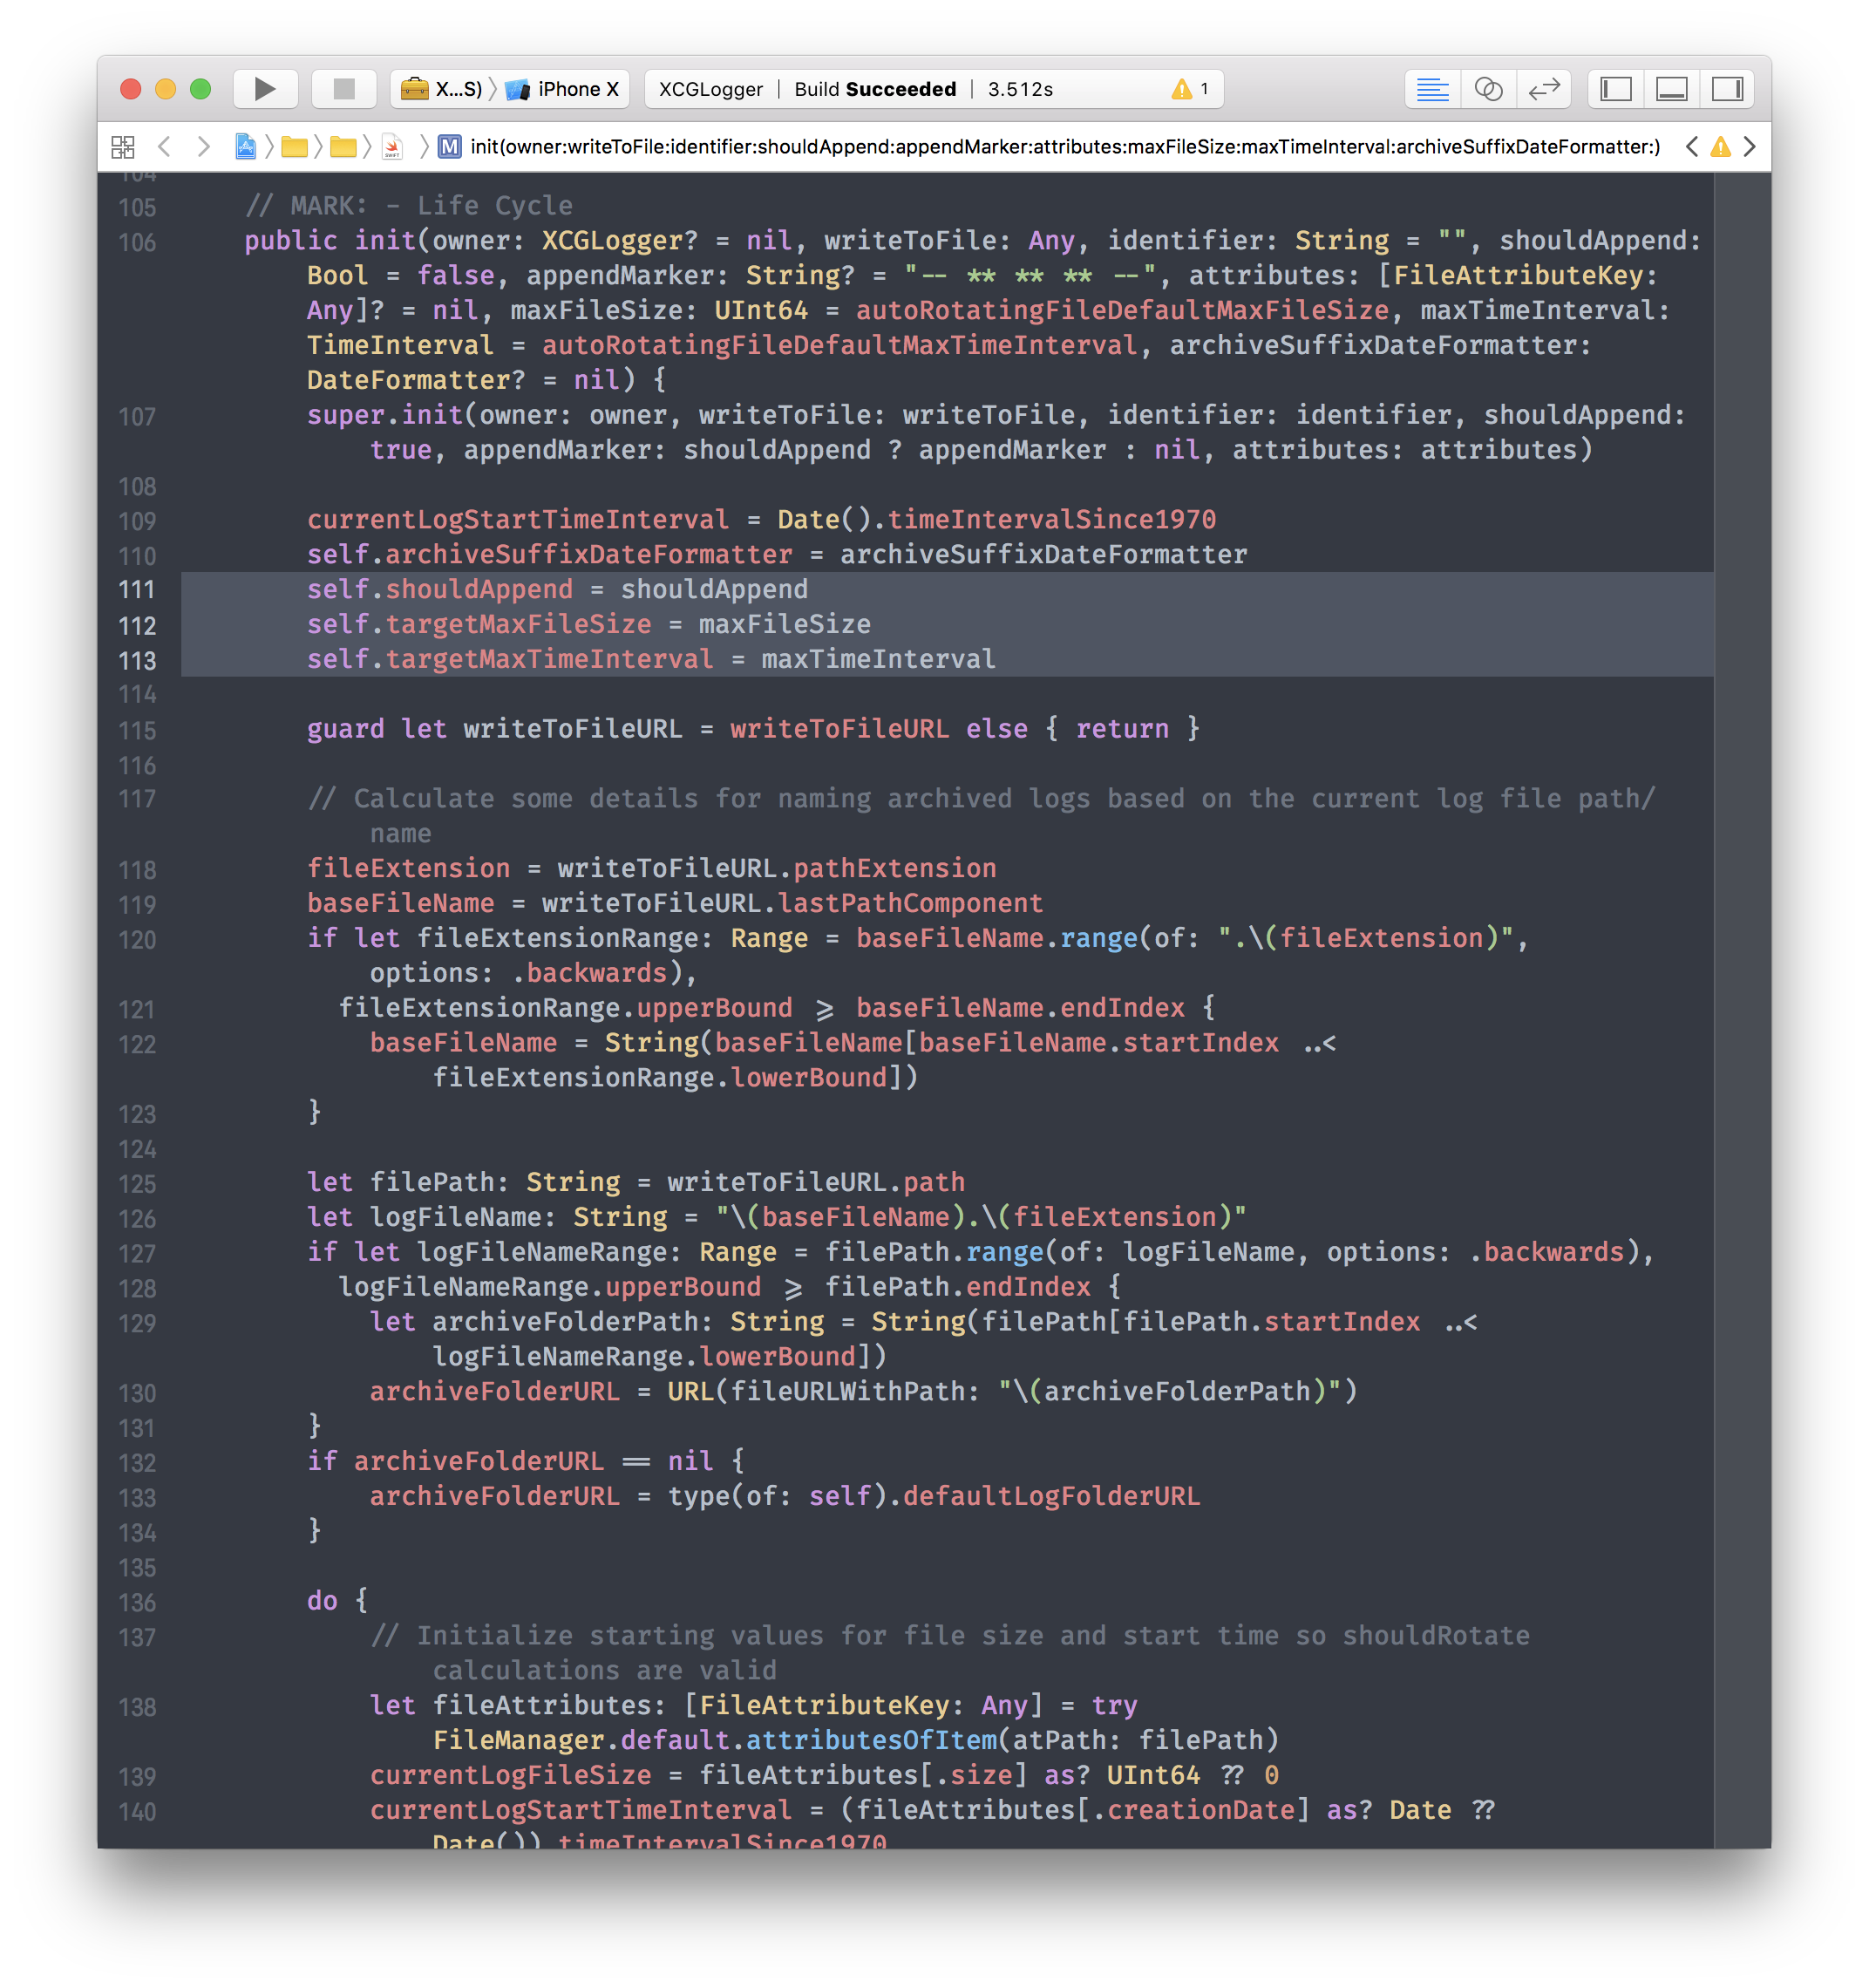 X...S) iPhone X XCGLogger | Build Succeeded | 3.512s 1
init(owner:writeToFile:identifier:shouldAppend:appendMarker:attributes:maxFileSize:maxTimeInterval:archiveSuffixDateFormatter:)
104
105 // MARK: - Life Cycle
106 public init(owner: XCGLogger? = nil, writeToFile: Any, identifier: String = "", shouldAppend:
Bool = false, appendMarker: String? = "-- ** ** ** --", attributes: [FileAttributeKey:
Any]? = nil, maxFileSize: UInt64 = autoRotatingFileDefaultMaxFileSize, maxTimeInterval:
TimeInterval = autoRotatingFileDefaultMaxTimeInterval, archiveSuffixDateFormatter:
DateFormatter? = nil) {
107 super.init(owner: owner, writeToFile: writeToFile, identifier: identifier, shouldAppend:
true, appendMarker: shouldAppend ? appendMarker : nil, attributes: attributes)
108
109 currentLogStartTimeInterval = Date().timeIntervalSince1970
110 self.archiveSuffixDateFormatter = archiveSuffixDateFormatter
111 self.shouldAppend = shouldAppend
112 self.targetMaxFileSize = maxFileSize
113 self.targetMaxTimeInterval = maxTimeInterval
114
115 guard let writeToFileURL = writeToFileURL else { return }
116
117 // Calculate some details for naming archived logs based on the current log file path/
name
118 fileExtension = writeToFileURL.pathExtension
119 baseFileName = writeToFileURL.lastPathComponent
120 if let fileExtensionRange: Range = baseFileName.range(of: ".\(fileExtension)",
options: .backwards),
121 fileExtensionRange.upperBound >= baseFileName.endIndex {
122 baseFileName = String(baseFileName[baseFileName.startIndex ..<
fileExtensionRange.lowerBound])
123 }
124
125 let filePath: String = writeToFileURL.path
126 let logFileName: String = "\(baseFileName).\(fileExtension)"
127 if let logFileNameRange: Range = filePath.range(of: logFileName, options: .backwards),
128 logFileNameRange.upperBound >= filePath.endIndex {
129 let archiveFolderPath: String = String(filePath[filePath.startIndex ..<
logFileNameRange.lowerBound])
130 archiveFolderURL = URL(fileURLWithPath: "\(archiveFolderPath)")
131 }
132 if archiveFolderURL == nil {
133 archiveFolderURL = type(of: self).defaultLogFolderURL
134 }
135
136 do {
137 // Initialize starting values for file size and start time so shouldRotate
calculations are valid
138 let fileAttributes: [FileAttributeKey: Any] = try
FileManager.default.attributesOfItem(atPath: filePath)
139 currentLogFileSize = fileAttributes[.size] as? UInt64 ?? 0
140 currentLogStartTimeInterval = (fileAttributes[.creationDate] as? Date ??
Date()).timeIntervalSince1970